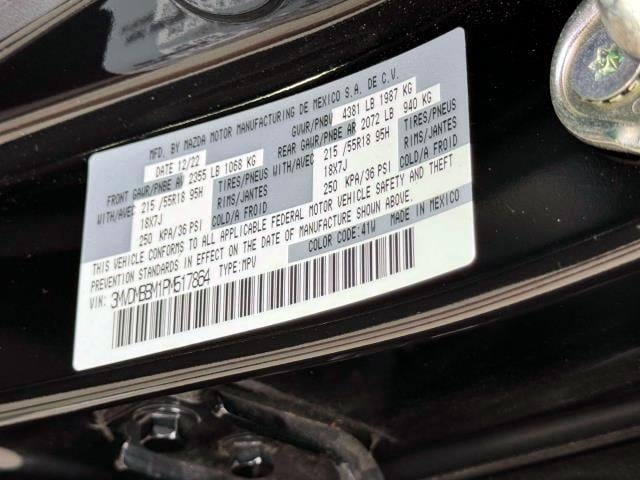 MFD. BY MAZDA MOTOR MANUFACTURING DE MEXICO S.A. DE C.V.
DATE 12/22 GVWR/PNBV 4381 LB 1987 KG
FRONT GAWR/PNBE AV 2355 LB 1068 KG REAR GAWR/PNBE AR 2072 LB 940 KG
WITH/AVEC 215 /55R18 95H TIRES/PNEUS WITH/AVEC 215 /55R18 95H TIRES/PNEUS
18X7J RIMS/JANTES 18X7J RIMS/JANTES
250 KPA/36 PSI COLD/A FROID 250 KPA/36 PSI COLD/A FROID
THIS VEHICLE CONFORMS TO ALL APPLICABLE FEDERAL MOTOR VEHICLE SAFETY AND THEFT
PREVENTION STANDARDS IN EFFECT ON THE DATE OF MANUFACTURE SHOWN ABOVE.
COLOR CODE:41W MADE IN MEXICO
VIN: 3MVDMBBM1PM517864 TYPE:MPV